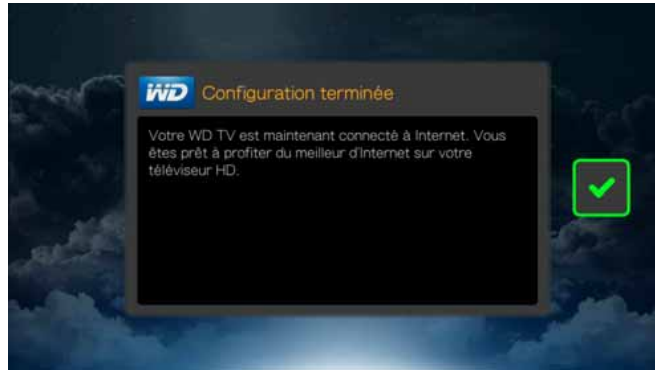 WD Configuration terminée
Votre WD TV est maintenant connecté à Internet. Vous
êtes prêt à profiter du meilleur d'Internet sur votre
téléviseur HD.